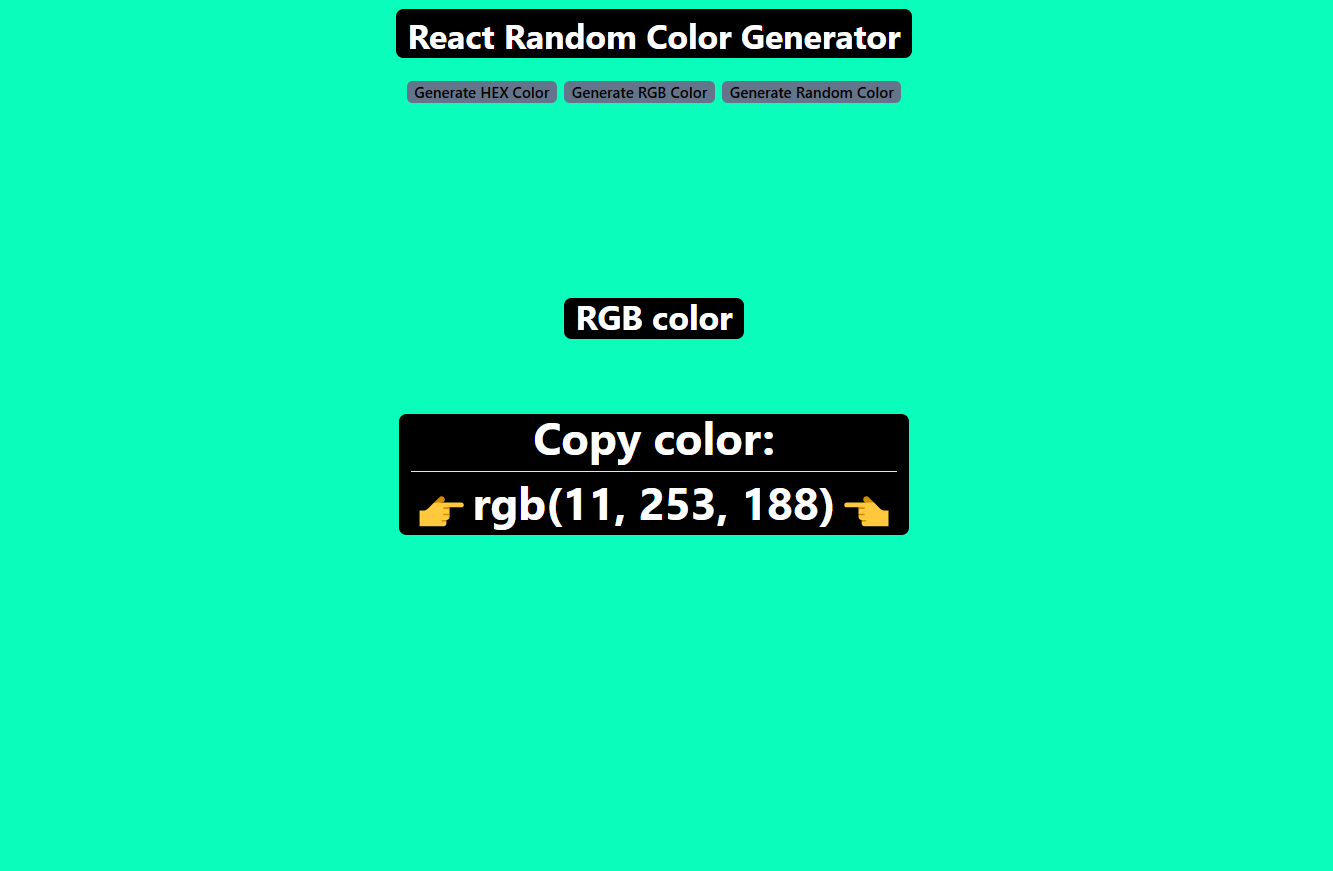 React Random Color Generator
Generate HEX Color Generate RGB Color Generate Random Color
RGB color
Copy color:
👉 rgb(11, 253, 188) 👈